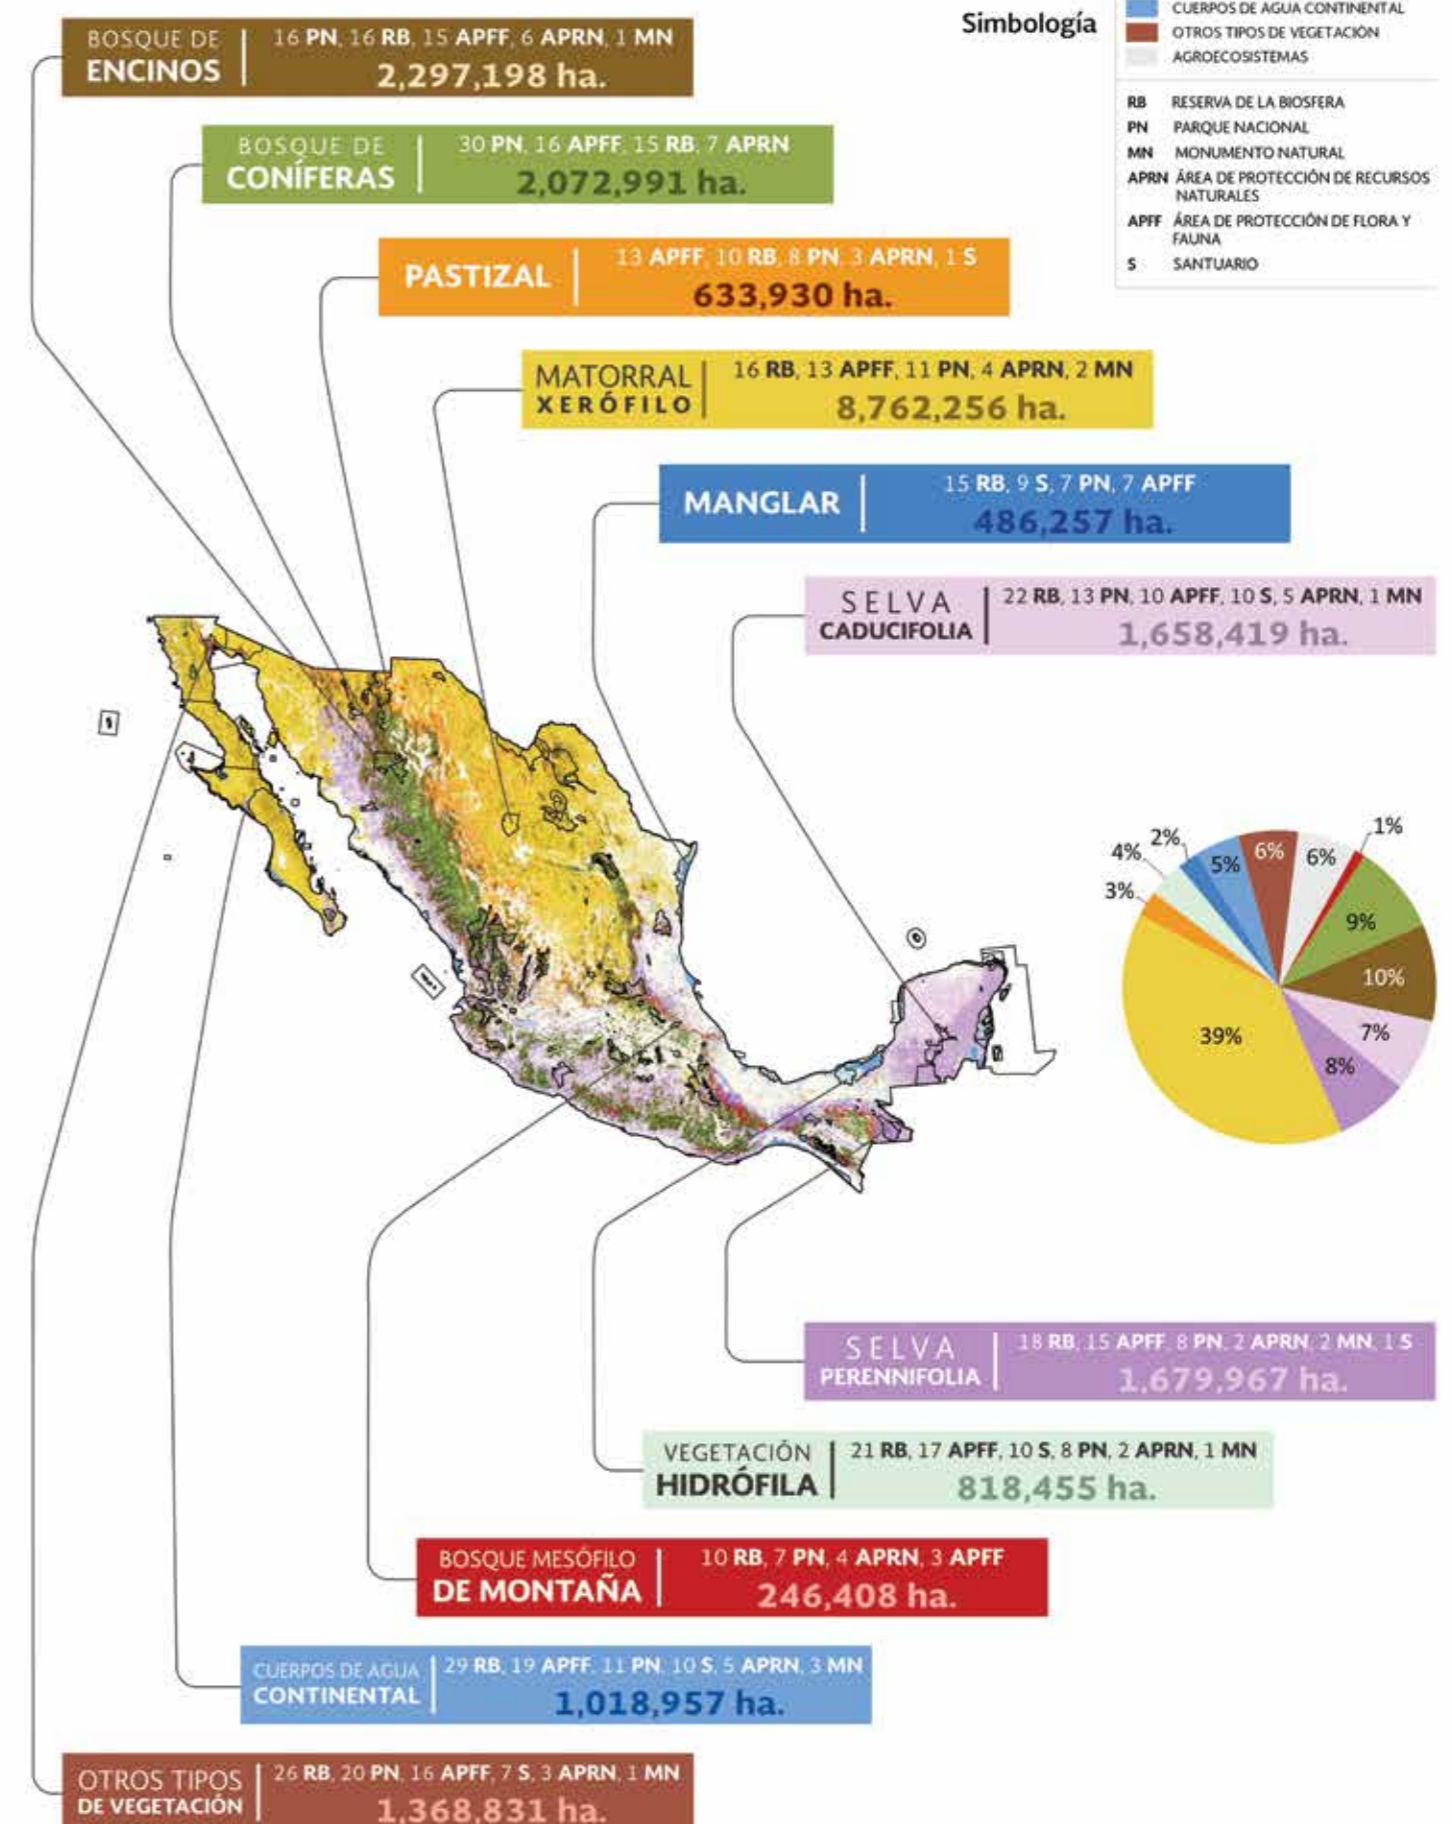 Simbología
CUERPOS DE AGUA CONTINENTAL
OTROS TIPOS DE VEGETACIÓN
AGROECOSISTEMAS
RB RESERVA DE LA BIOSFERA
PN PARQUE NACIONAL
MN MONUMENTO NATURAL
APRN ÁREA DE PROTECCIÓN DE RECURSOS
NATURALES
APFF ÁREA DE PROTECCIÓN DE FLORA Y
FAUNA
S SANTUARIO
BOSQUE DE
ENCINOS
16 PN, 16 RB, 15 APFF, 6 APRN, 1 MN
2,297,198 ha.
BOSQUE DE
CONÍFERAS
30 PN, 16 APFF, 15 RB, 7 APRN
2,072,991 ha.
PASTIZAL
13 APFF, 10 RB, 8 PN, 3 APRN, 1 S
633,930 ha.
MATORRAL
XERÓFILO
16 RB, 13 APFF, 11 PN, 4 APRN, 2 MN
8,762,256 ha.
MANGLAR
15 RB, 9 S, 7 PN, 7 APFF
486,257 ha.
SELVA
CADUCIFOLIA
22 RB, 13 PN, 10 APFF, 10 S, 5 APRN, 1 MN
1,658,419 ha.
1%
2%
4%
5%
6%
6%
3%
9%
10%
39%
7%
8%
SELVA
PERENNIFOLIA
18 RB, 15 APFF, 8 PN, 2 APRN, 2 MN, 1 S
1,679,967 ha.
VEGETACIÓN
HIDRÓFILA
21 RB, 17 APFF, 10 S, 8 PN, 2 APRN, 1 MN
818,455 ha.
BOSQUE MESÓFILO
DE MONTAÑA
10 RB, 7 PN, 4 APRN, 3 APFF
246,408 ha.
CUERPOS DE AGUA
CONTINENTAL
29 RB, 19 APFF, 11 PN, 10 S, 5 APRN, 3 MN
1,018,957 ha.
OTROS TIPOS
DE VEGETACIÓN
26 RB, 20 PN, 16 APFF, 7 S, 3 APRN, 1 MN
1,368,831 ha.